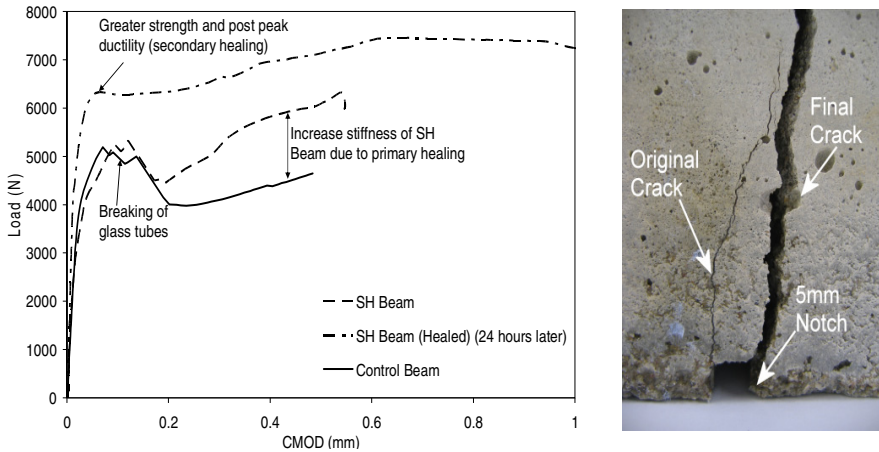 Greater strength and post peak
ductility (secondary healing)
8000
7000
6000
5000
4000
3000
2000
1000
0
Load (N)
Increase stiffness of SH
Beam due to primary healing
Breaking of
glass tubes
SH Beam
SH Beam (Healed) (24 hours later)
Control Beam
0
0.2
0.4
0.6
0.8
1
CMOD (mm)
Final
Crack
Original
Crack
5mm
Notch